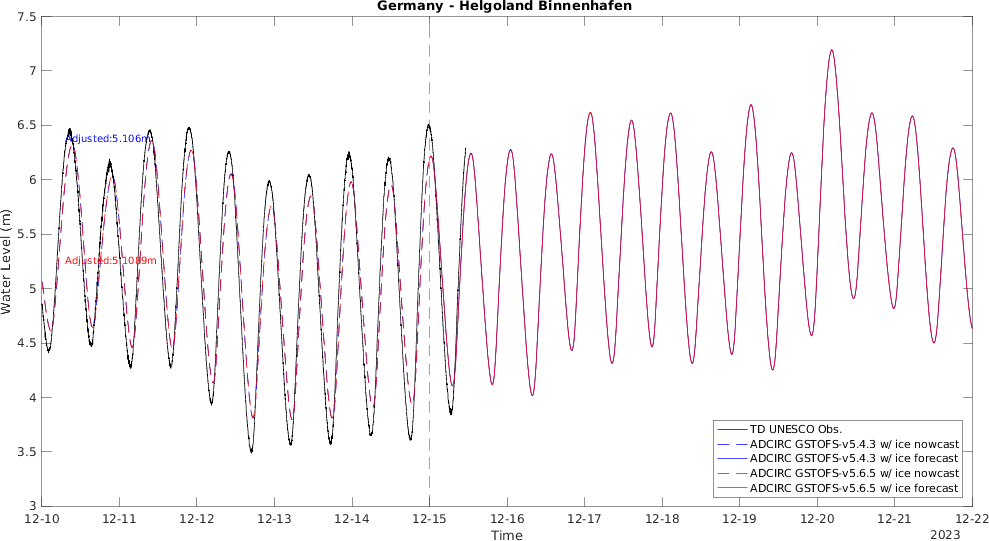 Germany - Helgoland Binnenhafen
Water Level (m)
7.5
7
6.5
6
5.5
5
4.5
4
3.5
3
Adjusted:5.106m
Adjusted:5.1089m
TD UNESCO Obs.
ADCIRC GSTOFS-v5.4.3 w/ ice nowcast
ADCIRC GSTOFS-v5.4.3 w/ ice forecast
ADCIRC GSTOFS-v5.6.5 w/ ice nowcast
ADCIRC GSTOFS-v5.6.5 w/ ice forecast
12-10 12-11 12-12 12-13 12-14 12-15 12-16 12-17 12-18 12-19 12-20 12-21 12-22
Time
2023